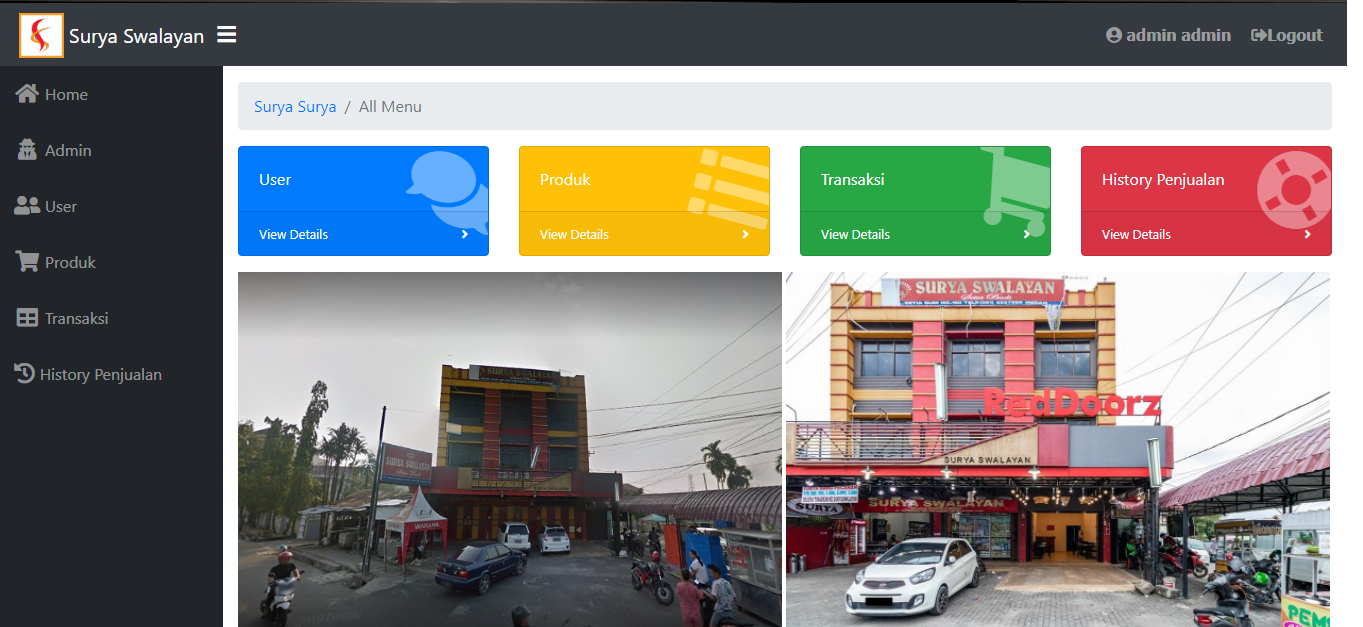 Surya Swalayan
admin admin
Logout
Home
Admin
User
Produk
Transaksi
History Penjualan
Surya Surya / All Menu
User
View Details
Produk
View Details
Transaksi
View Details
History Penjualan
View Details
SURYA SWALAYAN
SURYA SWALAYAN
SURYA SWALAYAN
RedDoorz
SURYA SWALAYAN
SURYA
SURYA SWALAYAN